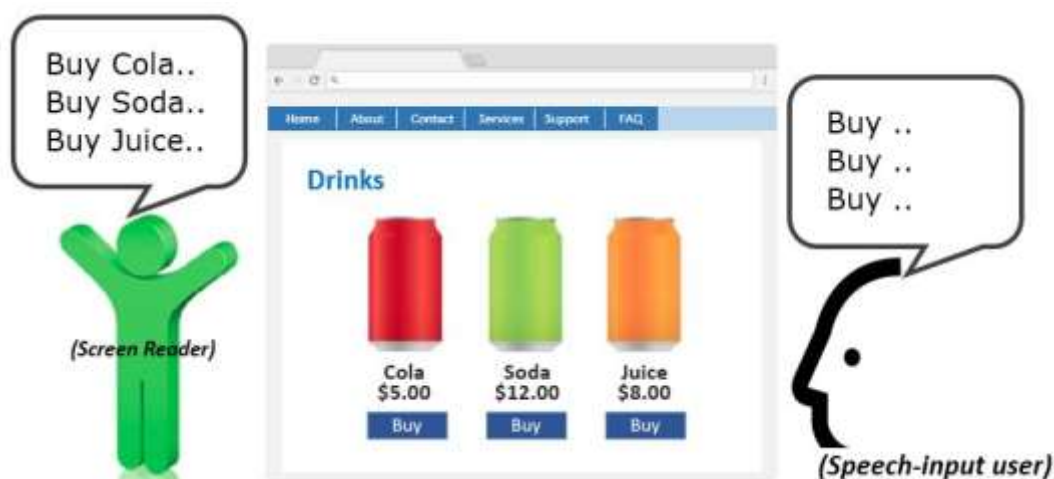 Buy Cola..
Buy Soda..
Buy Juice..
(Screen Reader)
Home About Contact Services Support FAQ
Drinks
Cola Soda Juice
$5.00 $12.00 $8.00
Buy Buy Buy
Buy ..
Buy ..
Buy ..
(Speech-input user)